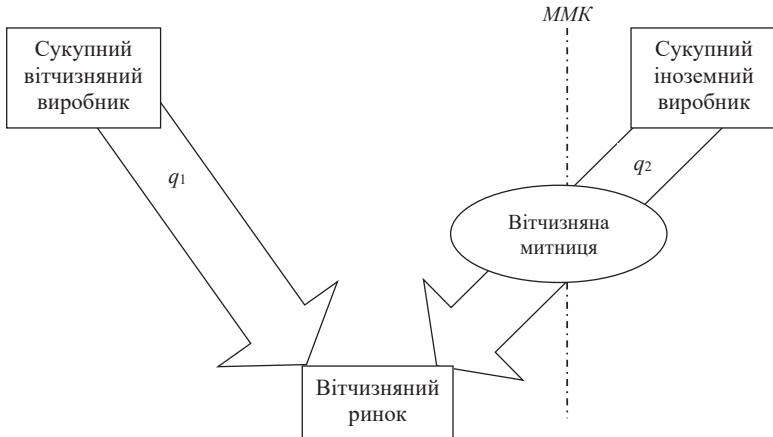 ММК
Сукупний
вітчизняний
виробник
Сукупний
іноземний
виробник
q1
q2
Вітчизняна
митниця
Вітчизняний
ринок